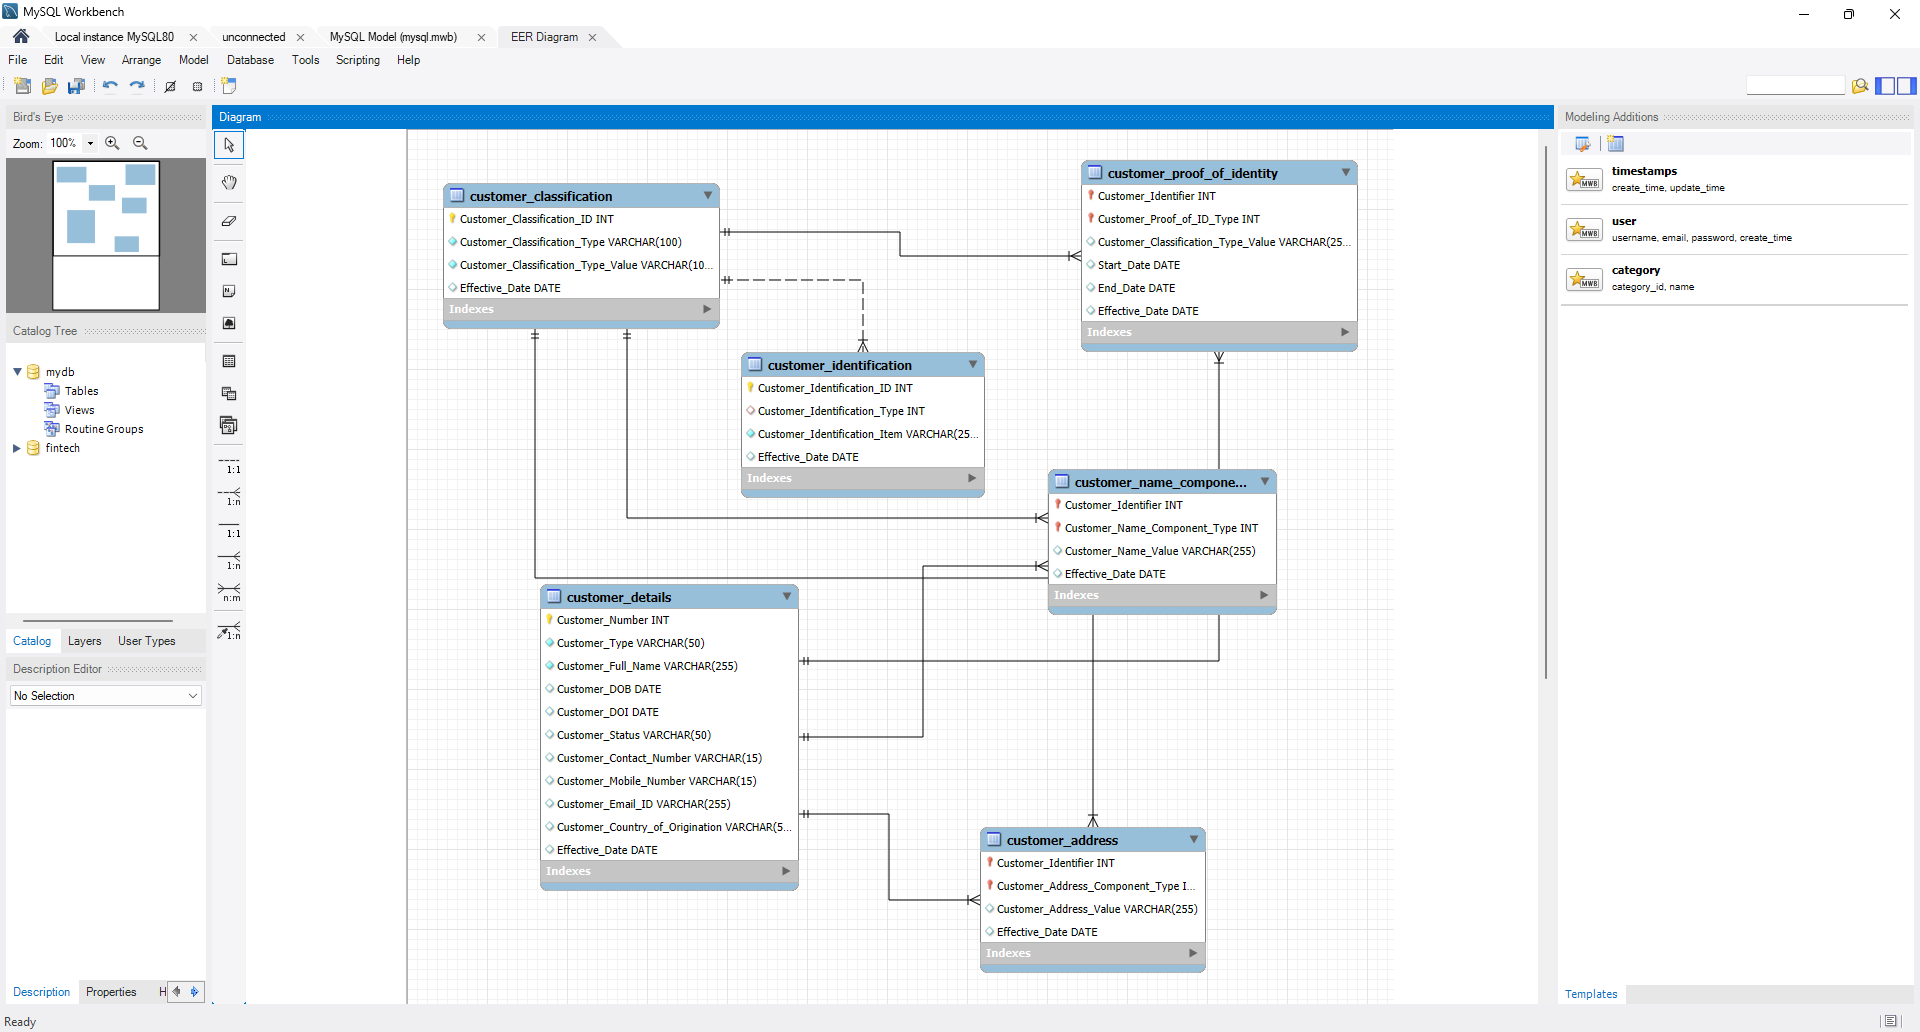 MySQL Workbench
Local instance MySQL80
unconnected
MySQL Model (mysql.mwb)
EER Diagram
File Edit View Arrange Model Database Tools Scripting Help
Bird's Eye
Zoom: 100%
Catalog Tree
mydb
Tables
Views
Routine Groups
fintech
Catalog Layers User Types
Description Editor
No Selection
Description Properties H
Ready
Diagram
1:1
1:n
1:1
1:n
n:m
1:n
customer_classification
Customer_Classification_ID INT
Customer_Classification_Type VARCHAR(100)
Customer_Classification_Type_Value VARCHAR(10...
Effective_Date DATE
Indexes
customer_proof_of_identity
Customer_Identifier INT
Customer_Proof_of_ID_Type INT
Customer_Classification_Type_Value VARCHAR(25...
Start_Date DATE
End_Date DATE
Effective_Date DATE
Indexes
customer_identification
Customer_Identification_ID INT
Customer_Identification_Type INT
Customer_Identification_Item VARCHAR(25...
Effective_Date DATE
Indexes
customer_name_compone...
Customer_Identifier INT
Customer_Name_Component_Type INT
Customer_Name_Value VARCHAR(255)
Effective_Date DATE
Indexes
customer_details
Customer_Number INT
Customer_Type VARCHAR(50)
Customer_Full_Name VARCHAR(255)
Customer_DOB DATE
Customer_DOI DATE
Customer_Status VARCHAR(50)
Customer_Contact_Number VARCHAR(15)
Customer_Mobile_Number VARCHAR(15)
Customer_Email_ID VARCHAR(255)
Customer_Country_of_Origination VARCHAR(5...
Effective_Date DATE
Indexes
customer_address
Customer_Identifier INT
Customer_Address_Component_Type I...
Customer_Address_Value VARCHAR(255)
Effective_Date DATE
Indexes
Modeling Additions
MWB
timestamps
create_time, update_time
MWB
user
username, email, password, create_time
MWB
category
category_id, name
Templates